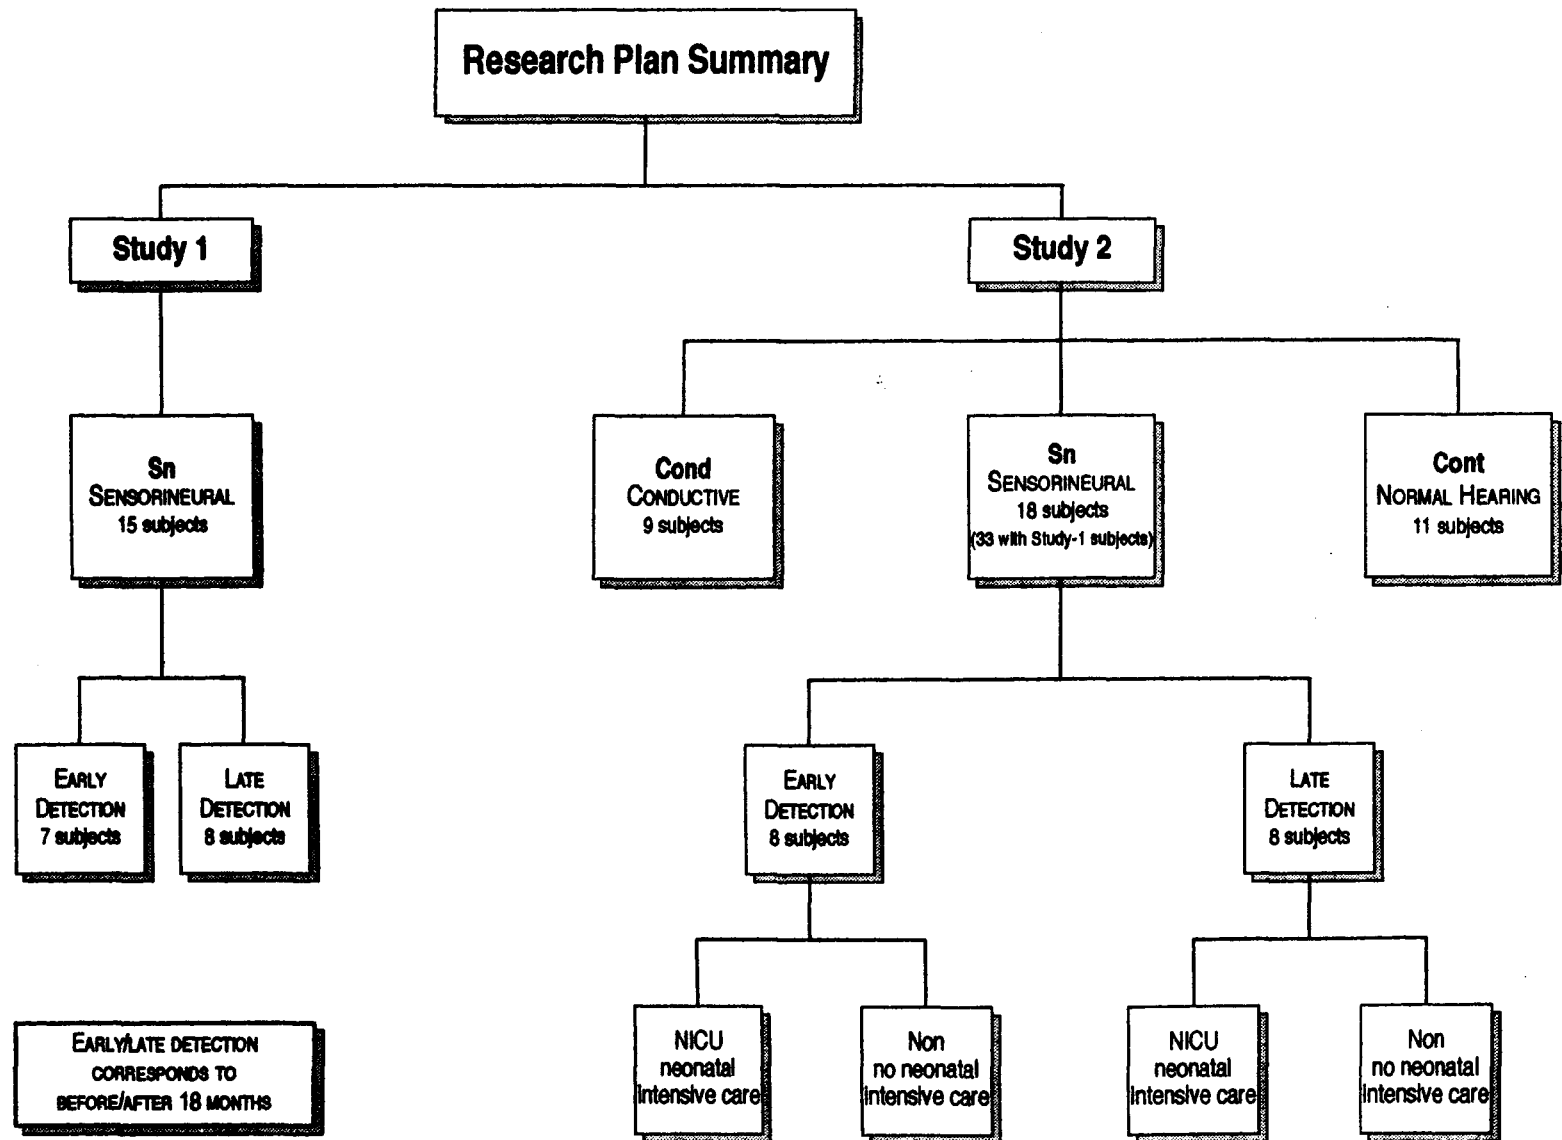 Research Plan Summary
Study 1
Study 2
Sn
SENSORINEURAL
15 subjects
Cond
CONDUCTIVE
9 subjects
Sn
SENSORINEURAL
18 subjects
(33 with Study-1 subjects)
Cont
NORMAL HEARING
11 subjects
EARLY
DETECTION
7 subjects
LATE
DETECTION
8 subjects
EARLY
DETECTION
8 subjects
LATE
DETECTION
8 subjects
NICU
neonatal
intensive care
Non
no neonatal
intensive care
NICU
neonatal
intensive care
Non
no neonatal
intensive care
EARLY/LATE DETECTION
CORRESPONDS TO
BEFORE/AFTER 18 MONTHS